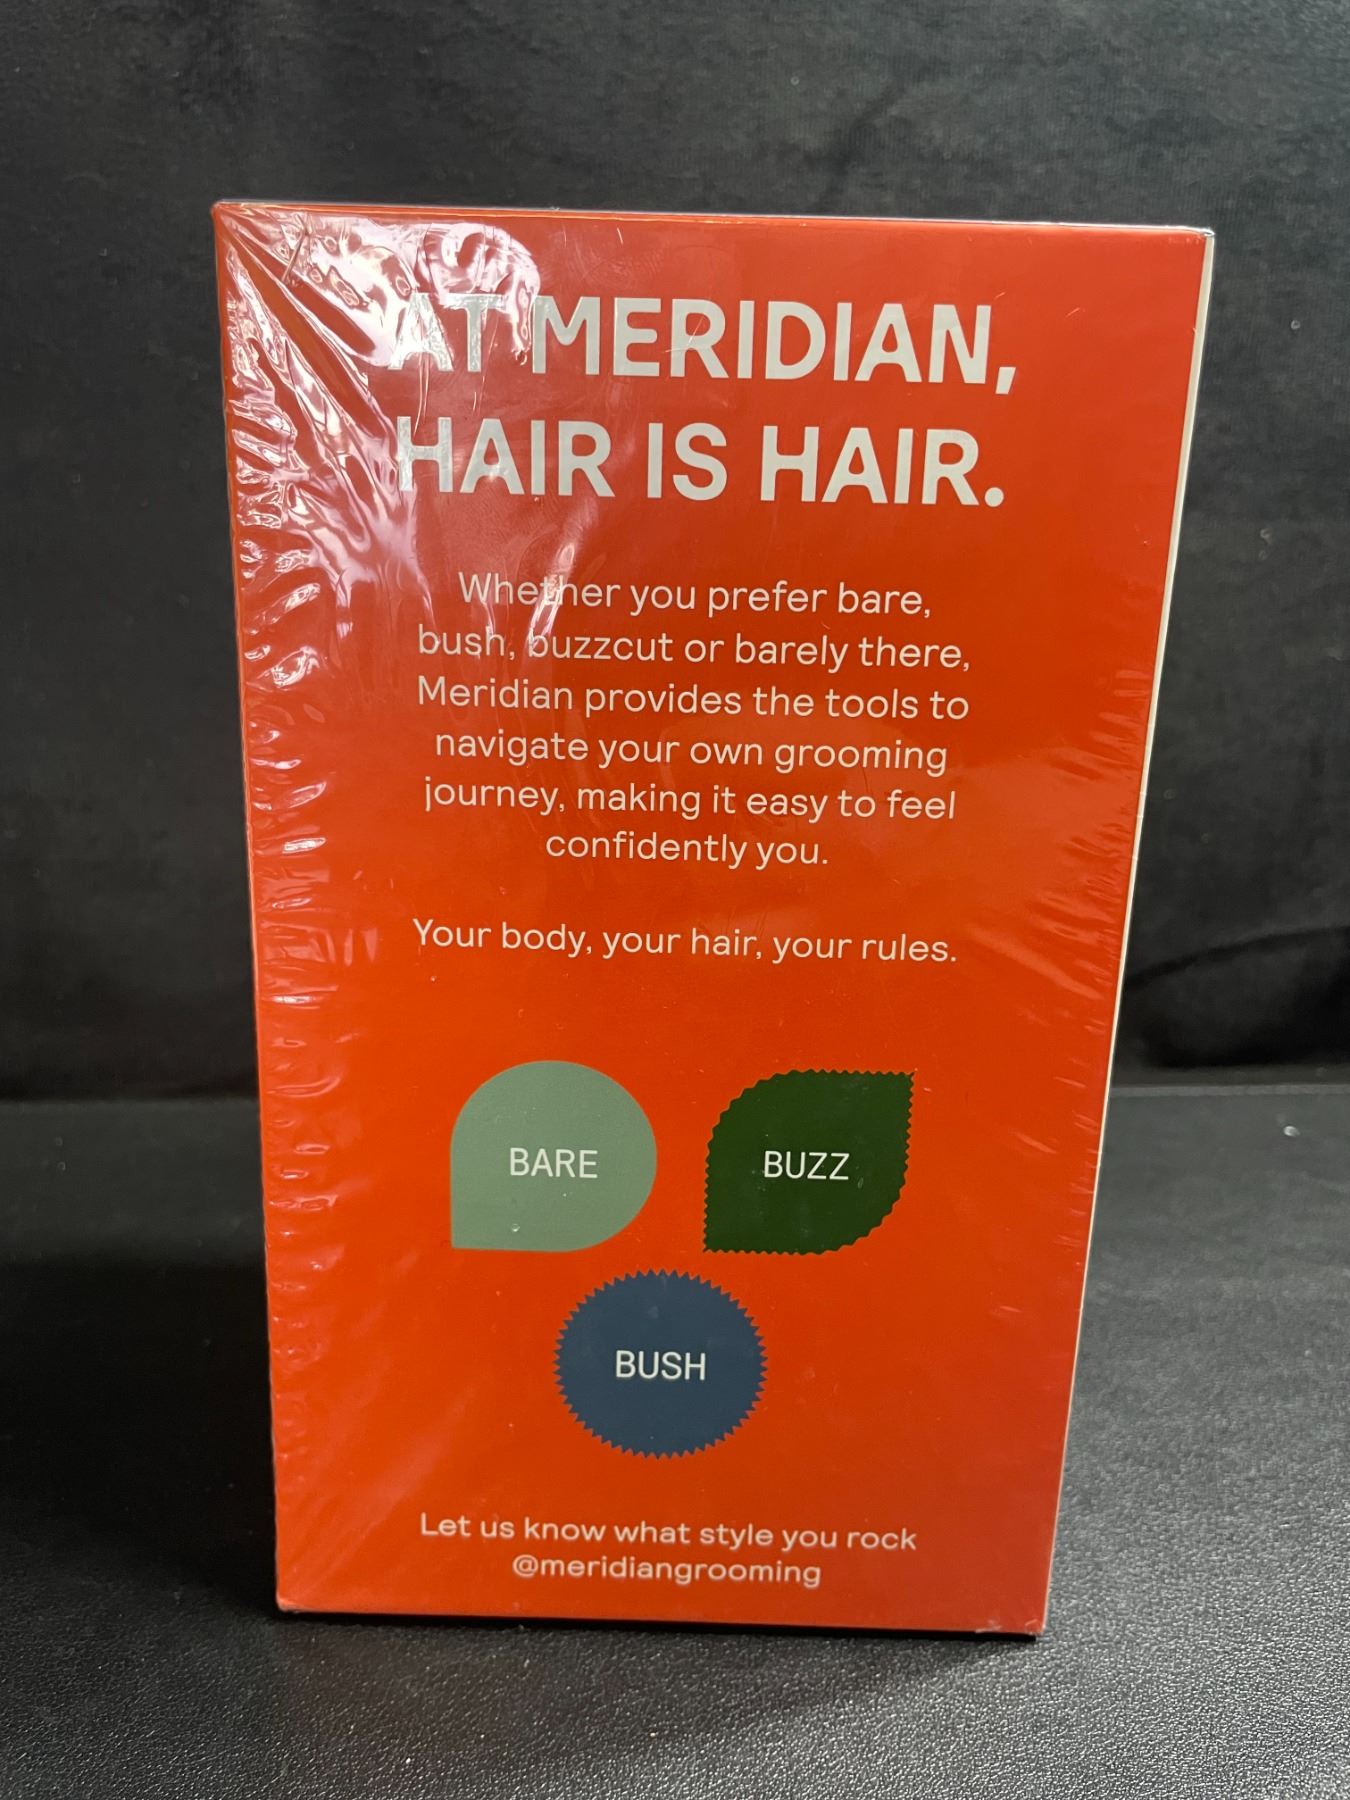 AT MERIDIAN,
HAIR IS HAIR.
Whether you prefer bare,
bush, buzzcut or barely there,
Meridian provides the tools to
navigate your own grooming
journey, making it easy to feel
confidently you.
Your body, your hair, your rules.
BARE
BUZZ
BUSH
Let us know what style you rock
@meridiangrooming